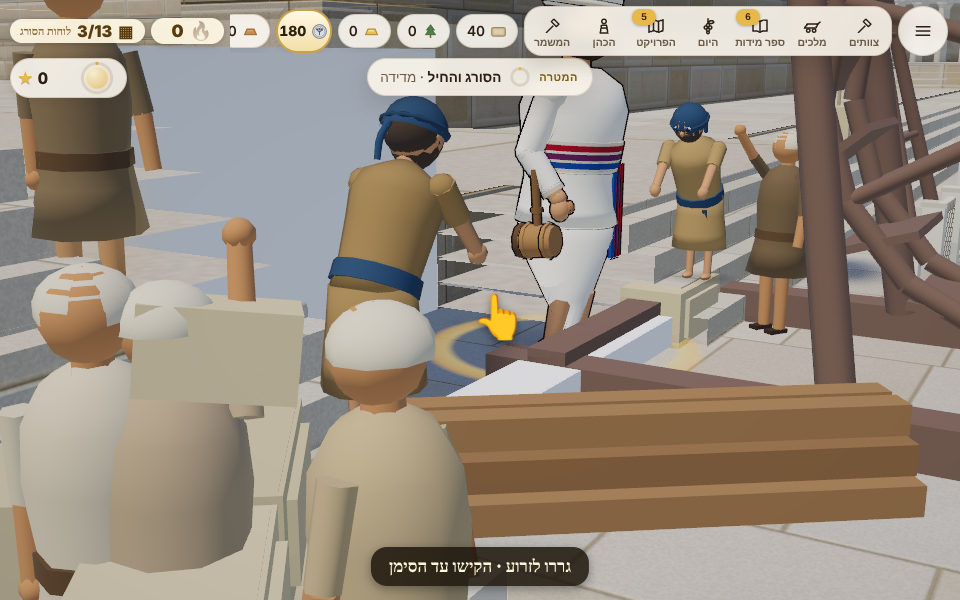 צוותים
מלכים
6
ספר מידות
היום
5
הפרויקט
הכהן
המשמר
40
0
0
180
0
0
3/13 לוחות הסורג
0
המטרה
הסורג והחיל · מדידה
גררו לזרוע · הקישו עד הסימן